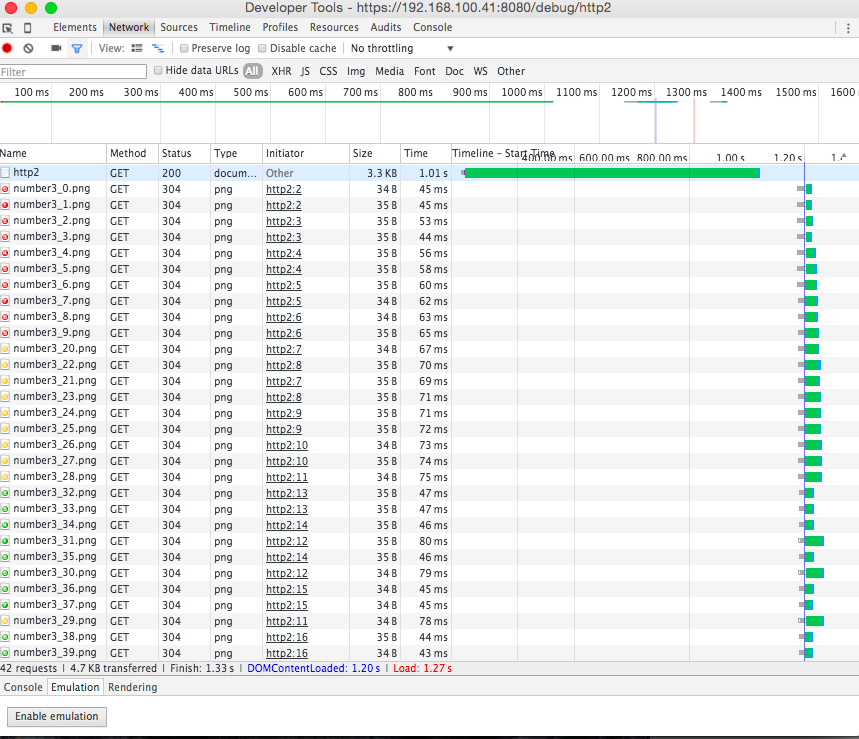 Developer Tools - https://192.168.100.41:8080/debug/http2
Elements Network Sources Timeline Profiles Resources Audits Console
View: Preserve log Disable cache No throttling
Filter Hide data URLs All XHR JS CSS Img Media Font Doc WS Other
100 ms 200 ms 300 ms 400 ms 500 ms 600 ms 700 ms 800 ms 900 ms 1000 ms 1100 ms 1200 ms 1300 ms 1400 ms 1500 ms 1600
Name Method Status Type Initiator Size Time Timeline – Start Time 400.00 ms 600.00 ms 800.00 ms 1.00 s 1.20 s
http2 GET 200 docum... Other 3.3 KB 1.01 s
number3_0.png GET 304 png http2:2 34 B 45 ms
number3_1.png GET 304 png http2:2 35 B 45 ms
number3_2.png GET 304 png http2:3 35 B 53 ms
number3_3.png GET 304 png http2:3 34 B 44 ms
number3_4.png GET 304 png http2:4 35 B 56 ms
number3_5.png GET 304 png http2:4 35 B 58 ms
number3_6.png GET 304 png http2:5 35 B 60 ms
number3_7.png GET 304 png http2:5 34 B 62 ms
number3_8.png GET 304 png http2:6 34 B 63 ms
number3_9.png GET 304 png http2:6 35 B 65 ms
number3_20.png GET 304 png http2:7 34 B 67 ms
number3_22.png GET 304 png http2:8 35 B 70 ms
number3_21.png GET 304 png http2:7 35 B 69 ms
number3_23.png GET 304 png http2:8 35 B 71 ms
number3_24.png GET 304 png http2:9 35 B 71 ms
number3_25.png GET 304 png http2:9 35 B 72 ms
number3_26.png GET 304 png http2:10 34 B 73 ms
number3_27.png GET 304 png http2:10 35 B 74 ms
number3_28.png GET 304 png http2:11 34 B 75 ms
number3_32.png GET 304 png http2:13 34 B 47 ms
number3_33.png GET 304 png http2:13 35 B 47 ms
number3_34.png GET 304 png http2:14 35 B 46 ms
number3_31.png GET 304 png http2:12 35 B 80 ms
number3_35.png GET 304 png http2:14 35 B 46 ms
number3_30.png GET 304 png http2:12 34 B 79 ms
number3_36.png GET 304 png http2:15 34 B 45 ms
number3_37.png GET 304 png http2:15 34 B 45 ms
number3_29.png GET 304 png http2:11 34 B 78 ms
number3_38.png GET 304 png http2:16 35 B 44 ms
number3_39.png GET 304 png http2:16 34 B 43 ms
42 requests | 4.7 KB transferred | Finish: 1.33 s | DOMContentLoaded: 1.20 s | Load: 1.27 s
Console Emulation Rendering
Enable emulation